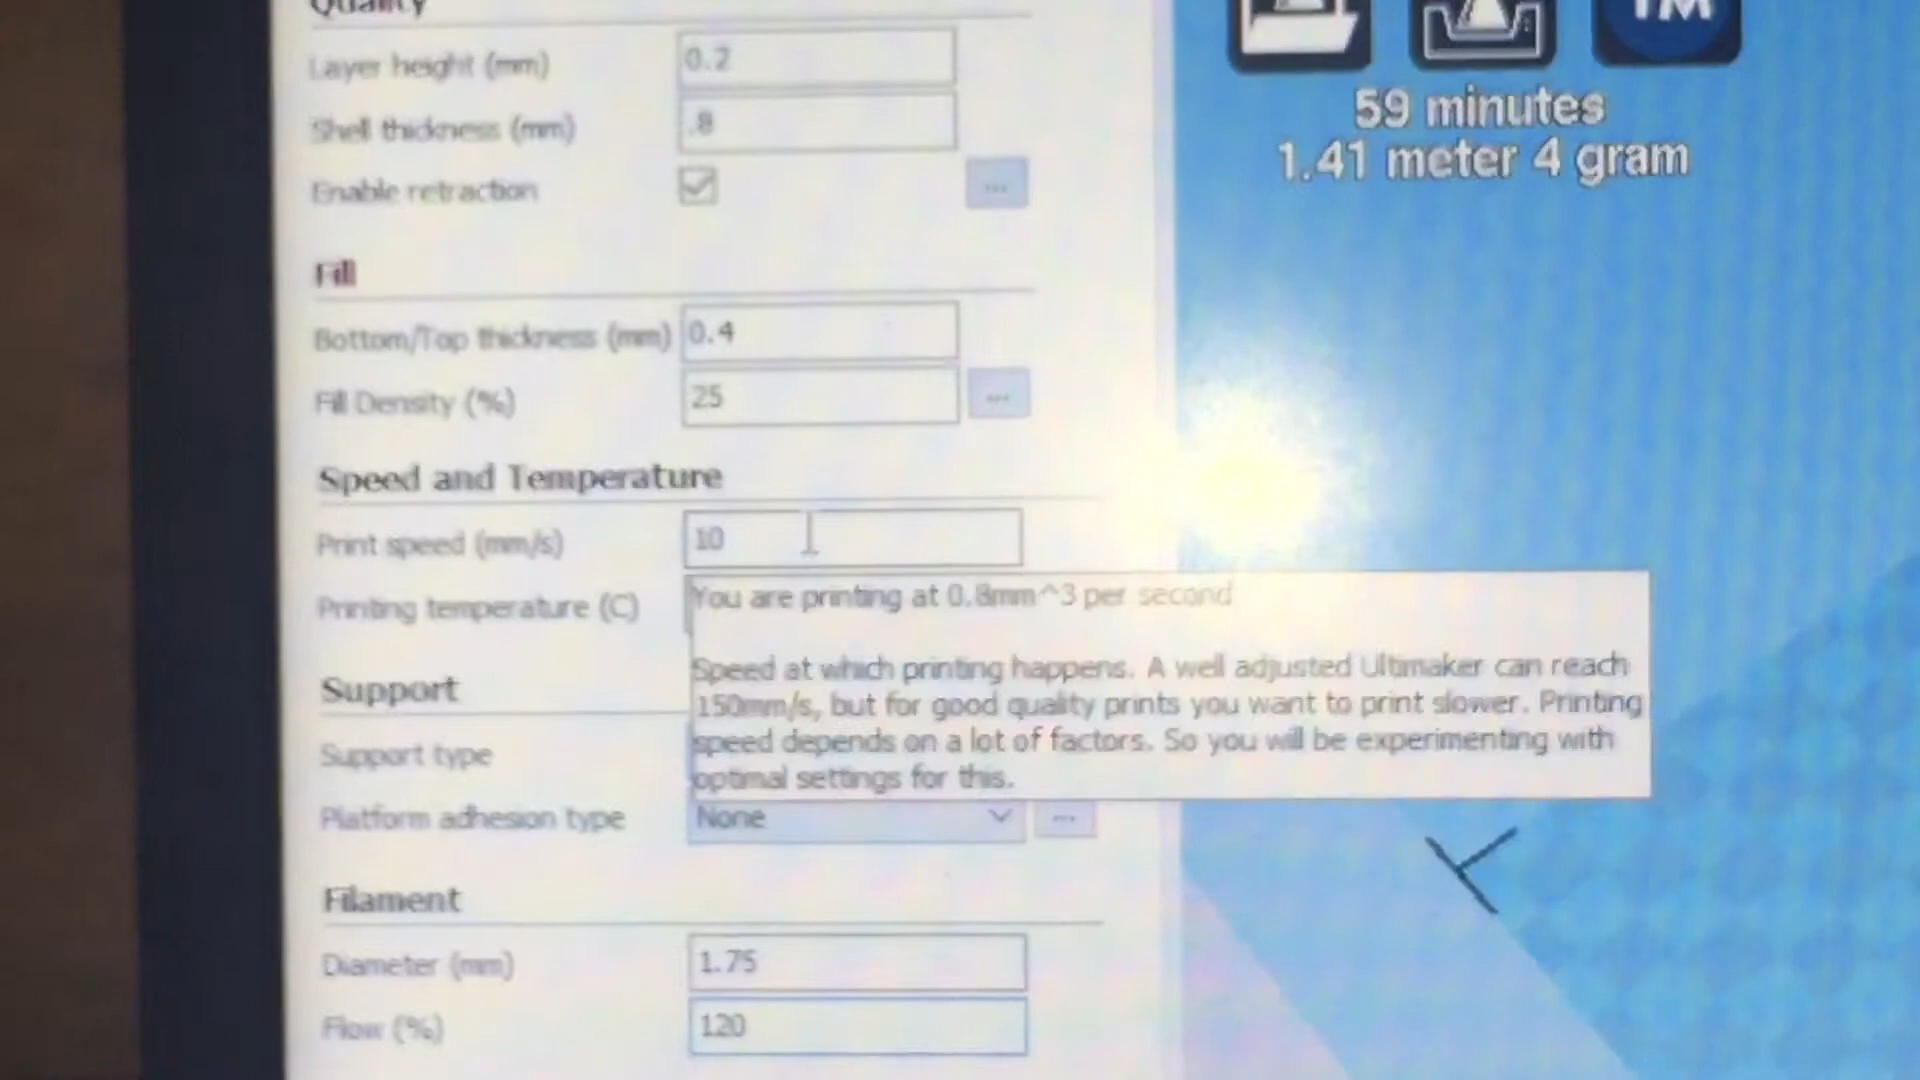 Quality
YM
Layer height (mm) 0.2
59 minutes
Shell thickness (mm) .8
1.41 meter 4 gram
Enable retraction ...
Fill
Bottom/Top thickness (mm) 0.4
Fill Density (%) 25 ...
Speed and Temperature
Print speed (mm/s) 10
Printing temperature (C)
You are printing at 0.8mm^3 per second
Speed at which printing happens. A well adjusted Ultimaker can reach
150mm/s, but for good quality prints you want to print slower. Printing
speed depends on a lot of factors. So you will be experimenting with
optimal settings for this.
Support
Support type
Platform adhesion type None ...
Filament
Diameter (mm) 1.75
Flow (%) 120